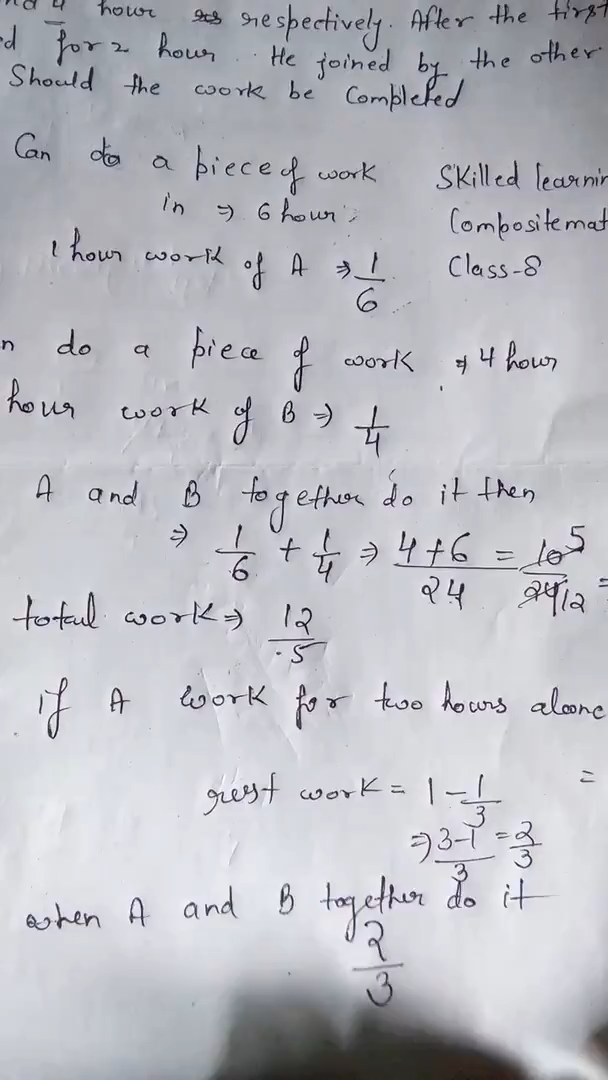 4 hour respectively. After the first
for 2 hour. He joined by the other
Should the work be Completed
Can do a piece of work
in ⇒ 6 hour
Skilled
Composite
Class-8
1 hour work of A ⇒ 1/6
do a piece of work ⇒ 4 hour
hour work of B ⇒ 1/4
A and B together do it then
⇒ 1/6 + 1/4 ⇒ 4+6/24 = 10/24 5/12 =
total work ⇒ 12/5
if A work for two hours alone
=
rest work = 1 - 1/3
⇒ 3-1/3 = 2/3
when A and B together do it
2/3